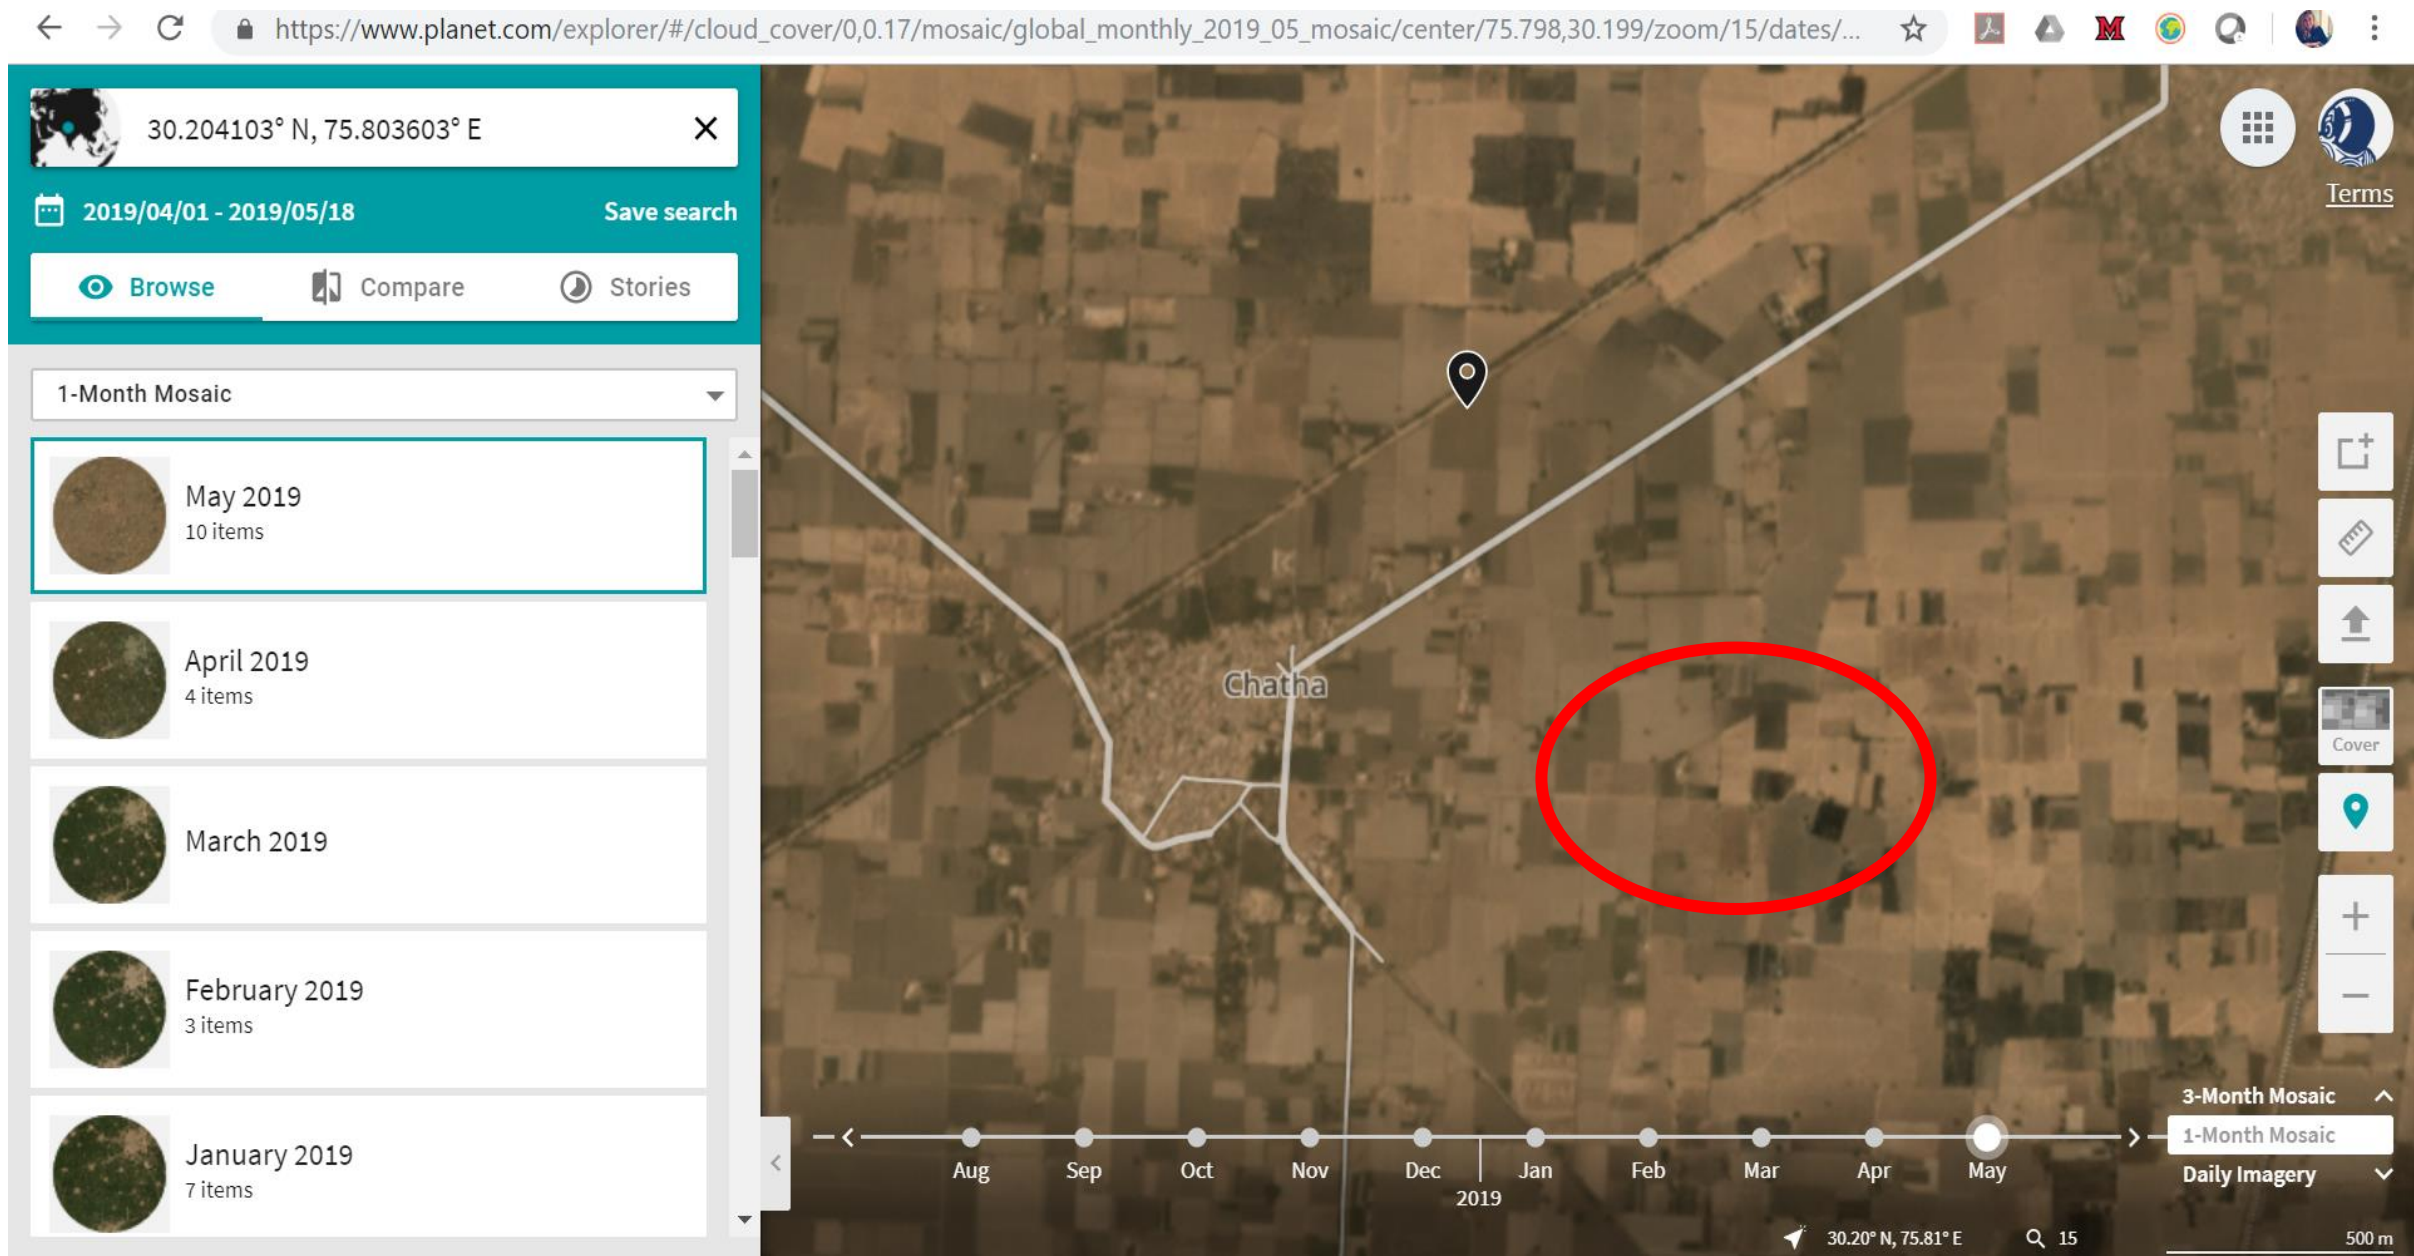 https://www.planet.com/explorer/#/cloud_cover/0,0.17/mosaic/global_monthly_2019_05_mosaic/center/75.798,30.199/zoom/15/dates/...
30.204103° N, 75.803603° E
2019/04/01 - 2019/05/18
Save search
Browse
Compare
Stories
1-Month Mosaic
May 2019
10 items
April 2019
4 items
March 2019
February 2019
3 items
January 2019
7 items
Terms
Chatha
Cover
3-Month Mosaic
1-Month Mosaic
Daily Imagery
Aug
Sep
Oct
Nov
Dec
Jan
Feb
Mar
Apr
May
2019
30.20° N, 75.81° E
15
500 m